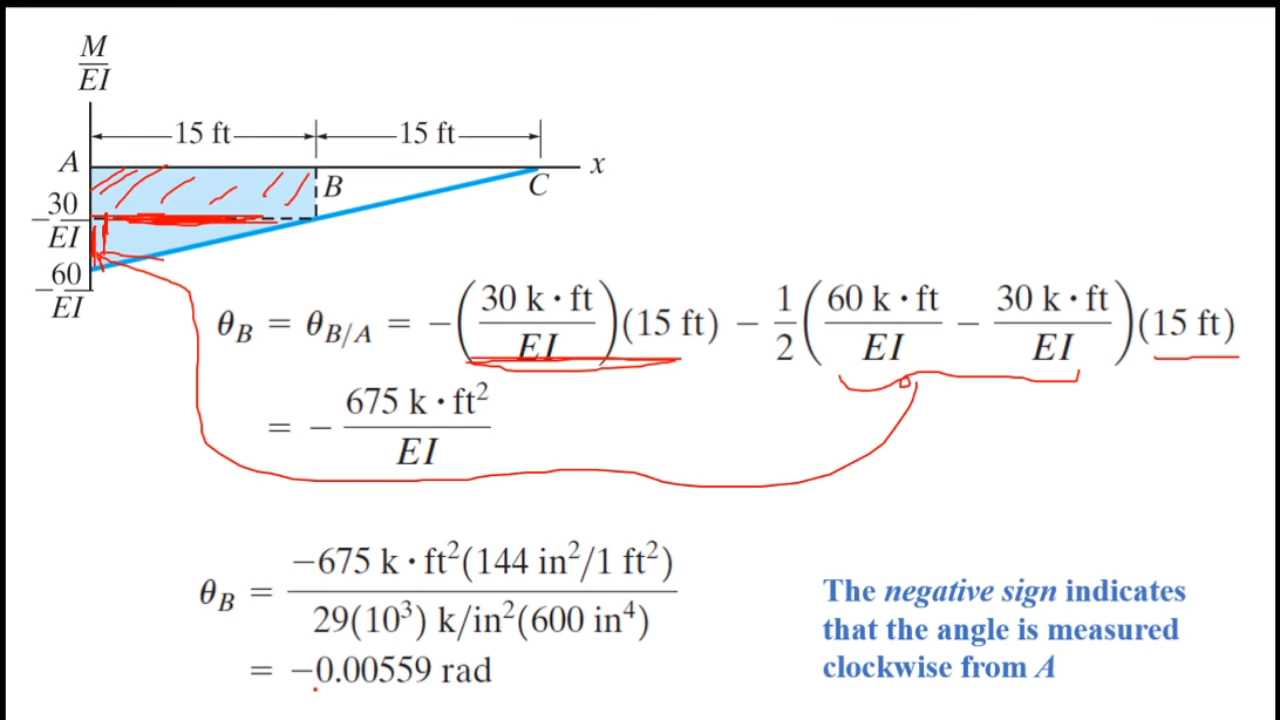 M
EI
15 ft 15 ft
A B C x
− 30
EI
− 60
EI
θB = θB/A = −(30 k · ft / EI)(15 ft) − 1/2(60 k · ft / EI − 30 k · ft / EI)(15 ft)
= − 675 k · ft² / EI
θB = −675 k · ft²(144 in²/1 ft²) / 29(10³) k/in²(600 in⁴)
= −0.00559 rad
The negative sign indicates
that the angle is measured
clockwise from A